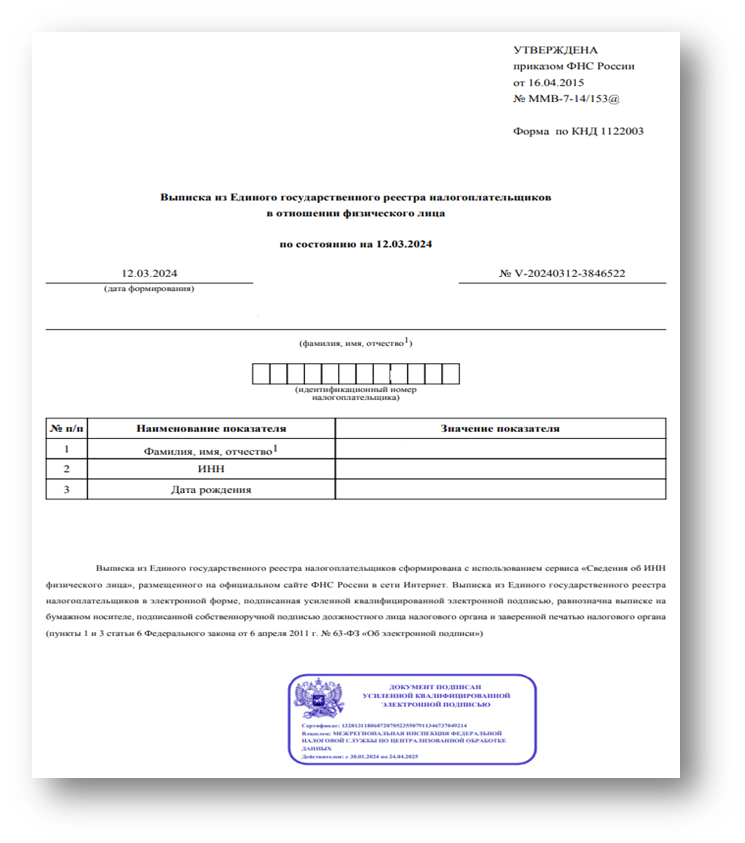 УТВЕРЖДЕНА
приказом ФНС России
от 16.04.2015
№ ММВ-7-14/153@
Форма по КНД 1122003
Выписка из Единого государственного реестра налогоплательщиков
в отношении физического лица
по состоянию на 12.03.2024
12.03.2024
№ V-20240312-3846522
(дата формирования)
(фамилия, имя, отчество1)
(идентификационный номер
налогоплательщика)
№ п/п Наименование показателя Значение показателя
1 Фамилия, имя, отчество1
2 ИНН
3 Дата рождения
Выписка из Единого государственного реестра налогоплательщиков сформирована с использованием сервиса «Сведения об ИНН
физического лица», размещенного на официальном сайте ФНС России в сети Интернет. Выписка из Единого государственного реестра
налогоплательщиков в электронной форме, подписанная усиленной квалифицированной электронной подписью, равнозначна выписке на
бумажном носителе, подписанной собственноручной подписью должностного лица налогового органа и заверенной печатью налогового органа
(пункты 1 и 3 статьи 6 Федерального закона от 6 апреля 2011 г. № 63-ФЗ «Об электронной подписи»)
ДОКУМЕНТ ПОДПИСАН
УСИЛЕННОЙ КВАЛИФИЦИРОВАННОЙ
ЭЛЕКТРОННОЙ ПОДПИСЬЮ
Сертификат:
Владелец: МЕЖРЕГИОНАЛЬНАЯ ИНСПЕКЦИЯ ФЕДЕРАЛЬНОЙ
НАЛОГОВОЙ СЛУЖБЫ ПО ЦЕНТРАЛИЗОВАННОЙ ОБРАБОТКЕ
ДАННЫХ
Действителен: с 30.01.2024 по 24.04.2025